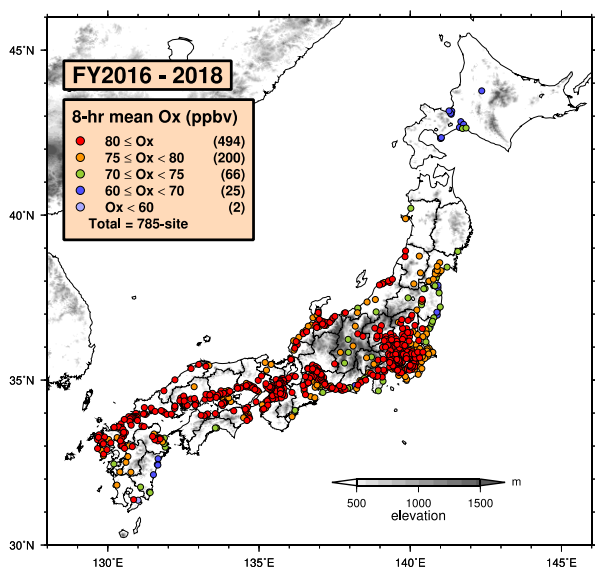 45°N
40°N
35°N
30°N
FY2016 - 2018
8-hr mean Ox (ppbv)
80 ≤ Ox (494)
75 ≤ Ox < 80 (200)
70 ≤ Ox < 75 (66)
60 ≤ Ox < 70 (25)
Ox < 60 (2)
Total = 785-site
500 1000 1500 m
elevation
130°E 135°E 140°E 145°E